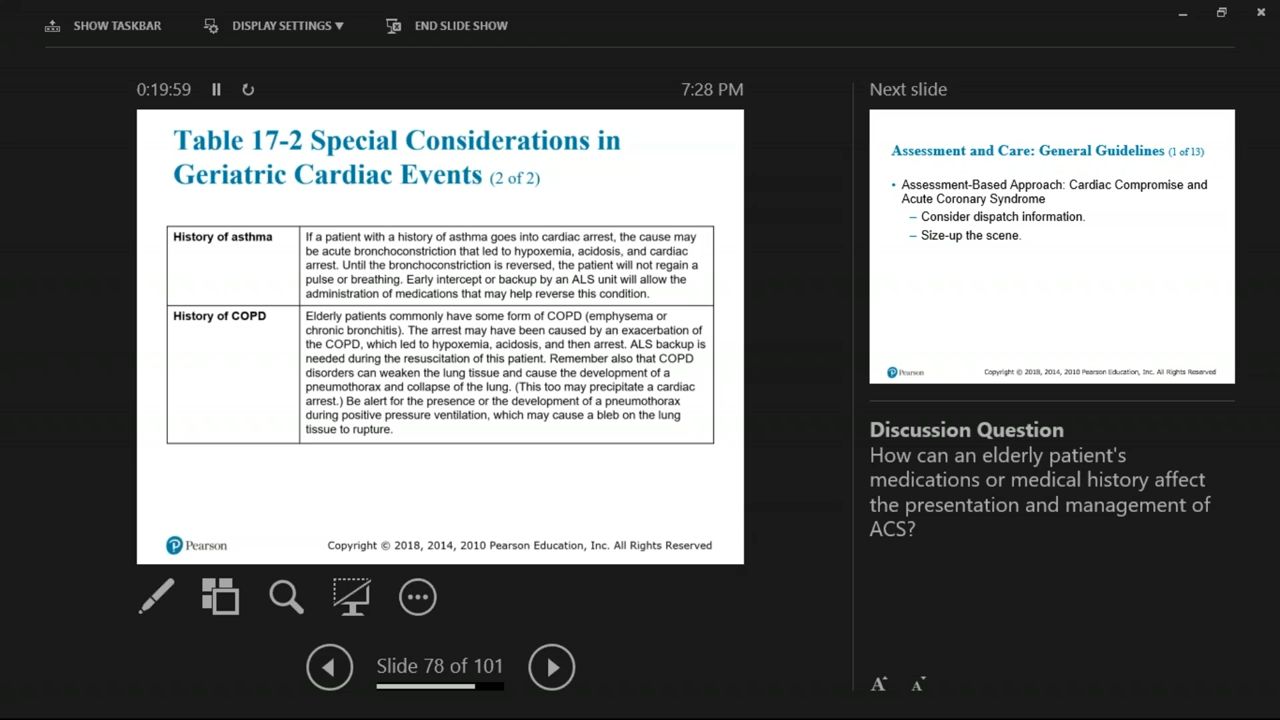 SHOW TASKBAR
DISPLAY SETTINGS ▼
END SLIDE SHOW
0:19:59
7:28 PM
Table 17-2 Special Considerations in
Geriatric Cardiac Events (2 of 2)
History of asthma
If a patient with a history of asthma goes into cardiac arrest, the cause may
be acute bronchoconstriction that led to hypoxemia, acidosis, and cardiac
arrest. Until the bronchoconstriction is reversed, the patient will not regain a
pulse or breathing. Early intercept or backup by an ALS unit will allow the
administration of medications that may help reverse this condition.
History of COPD
Elderly patients commonly have some form of COPD (emphysema or
chronic bronchitis). The arrest may have been caused by an exacerbation of
the COPD, which led to hypoxemia, acidosis, and then arrest. ALS backup is
needed during the resuscitation of this patient. Remember also that COPD
disorders can weaken the lung tissue and cause the development of a
pneumothorax and collapse of the lung. (This too may precipitate a cardiac
arrest.) Be alert for the presence or the development of a pneumothorax
during positive pressure ventilation, which may cause a bleb on the lung
tissue to rupture.
Pearson
Copyright © 2018, 2014, 2010 Pearson Education, Inc. All Rights Reserved
Slide 78 of 101
Next slide
Assessment and Care: General Guidelines (1 of 13)
• Assessment-Based Approach: Cardiac Compromise and
Acute Coronary Syndrome
– Consider dispatch information.
– Size-up the scene.
Pearson
Copyright © 2018, 2014, 2010 Pearson Education, Inc. All Rights Reserved
Discussion Question
How can an elderly patient's
medications or medical history affect
the presentation and management of
ACS?
A
A